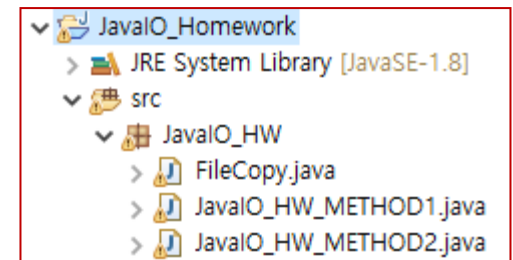 JavaIO_Homework
JRE System Library [JavaSE-1.8]
src
JavaIO_HW
FileCopy.java
JavaIO_HW_METHOD1.java
JavaIO_HW_METHOD2.java